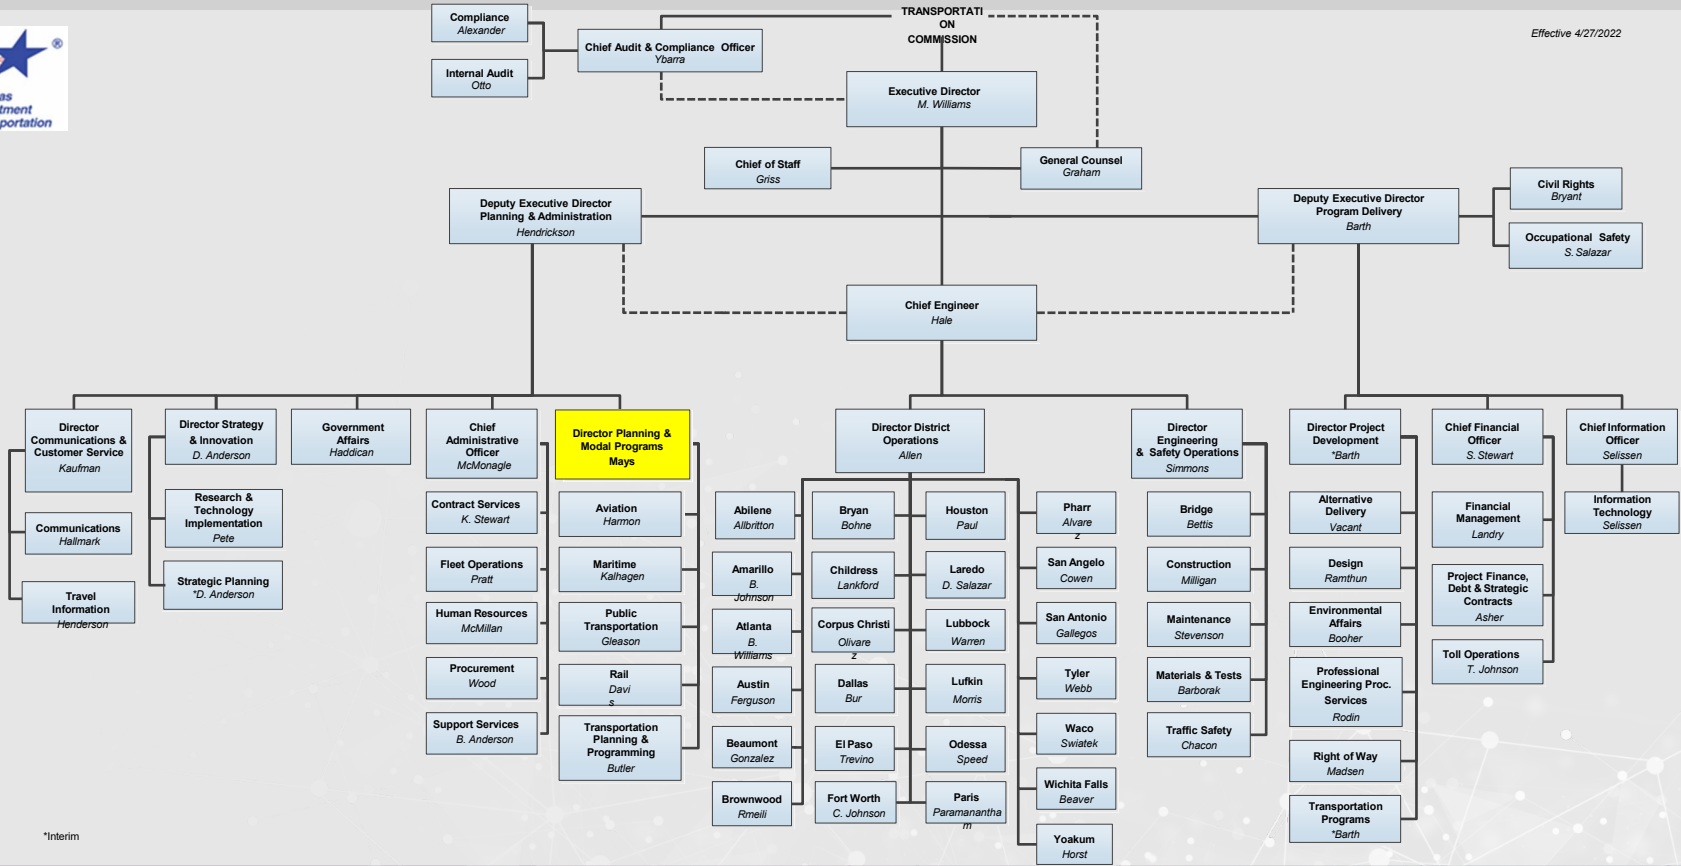 Compliance
Alexander
Internal Audit
Otto
Chief Audit & Compliance Officer
Ybarra
TRANSPORTATI
ON
COMMISSION
Effective 4/27/2022
®
as
tment
portation
Executive Director
M. Williams
Chief of Staff
Griss
General Counsel
Graham
Deputy Executive Director
Planning & Administration
Hendrickson
Deputy Executive Director
Program Delivery
Barth
Civil Rights
Bryant
Occupational Safety
S. Salazar
Chief Engineer
Hale
Director
Communications &
Customer Service
Kaufman
Communications
Hallmark
Travel
Information
Henderson
Director Strategy
& Innovation
D. Anderson
Research &
Technology
Implementation
Pete
Strategic Planning
*D. Anderson
Government
Affairs
Haddican
Chief
Administrative
Officer
McMonagle
Contract Services
K. Stewart
Fleet Operations
Pratt
Human Resources
McMillan
Procurement
Wood
Support Services
B. Anderson
Director Planning &
Modal Programs
Mays
Aviation
Harmon
Maritime
Kalhagen
Public
Transportation
Gleason
Rail
Davi
s
Transportation
Planning &
Programming
Butler
Director District
Operations
Allen
Abilene
Allbritton
Amarillo
B.
Johnson
Atlanta
B.
Williams
Austin
Ferguson
Beaumont
Gonzalez
Brownwood
Rmeili
Bryan
Bohne
Childress
Lankford
Corpus Christi
Olivare
z
Dallas
Bur
El Paso
Trevino
Fort Worth
C. Johnson
Houston
Paul
Laredo
D. Salazar
Lubbock
Warren
Lufkin
Morris
Odessa
Speed
Paris
Paramanantha
m
Pharr
Alvare
z
San Angelo
Cowen
San Antonio
Gallegos
Tyler
Webb
Waco
Swiatek
Wichita Falls
Beaver
Yoakum
Horst
Director
Engineering
& Safety Operations
Simmons
Bridge
Bettis
Construction
Milligan
Maintenance
Stevenson
Materials & Tests
Barborak
Traffic Safety
Chacon
Director Project
Development
*Barth
Alternative
Delivery
Vacant
Design
Ramthun
Environmental
Affairs
Booher
Professional
Engineering Proc.
Services
Rodin
Right of Way
Madsen
Transportation
Programs
*Barth
Chief Financial
Officer
S. Stewart
Financial
Management
Landry
Project Finance,
Debt & Strategic
Contracts
Asher
Toll Operations
T. Johnson
Chief Information
Officer
Selissen
Information
Technology
Selissen
*Interim